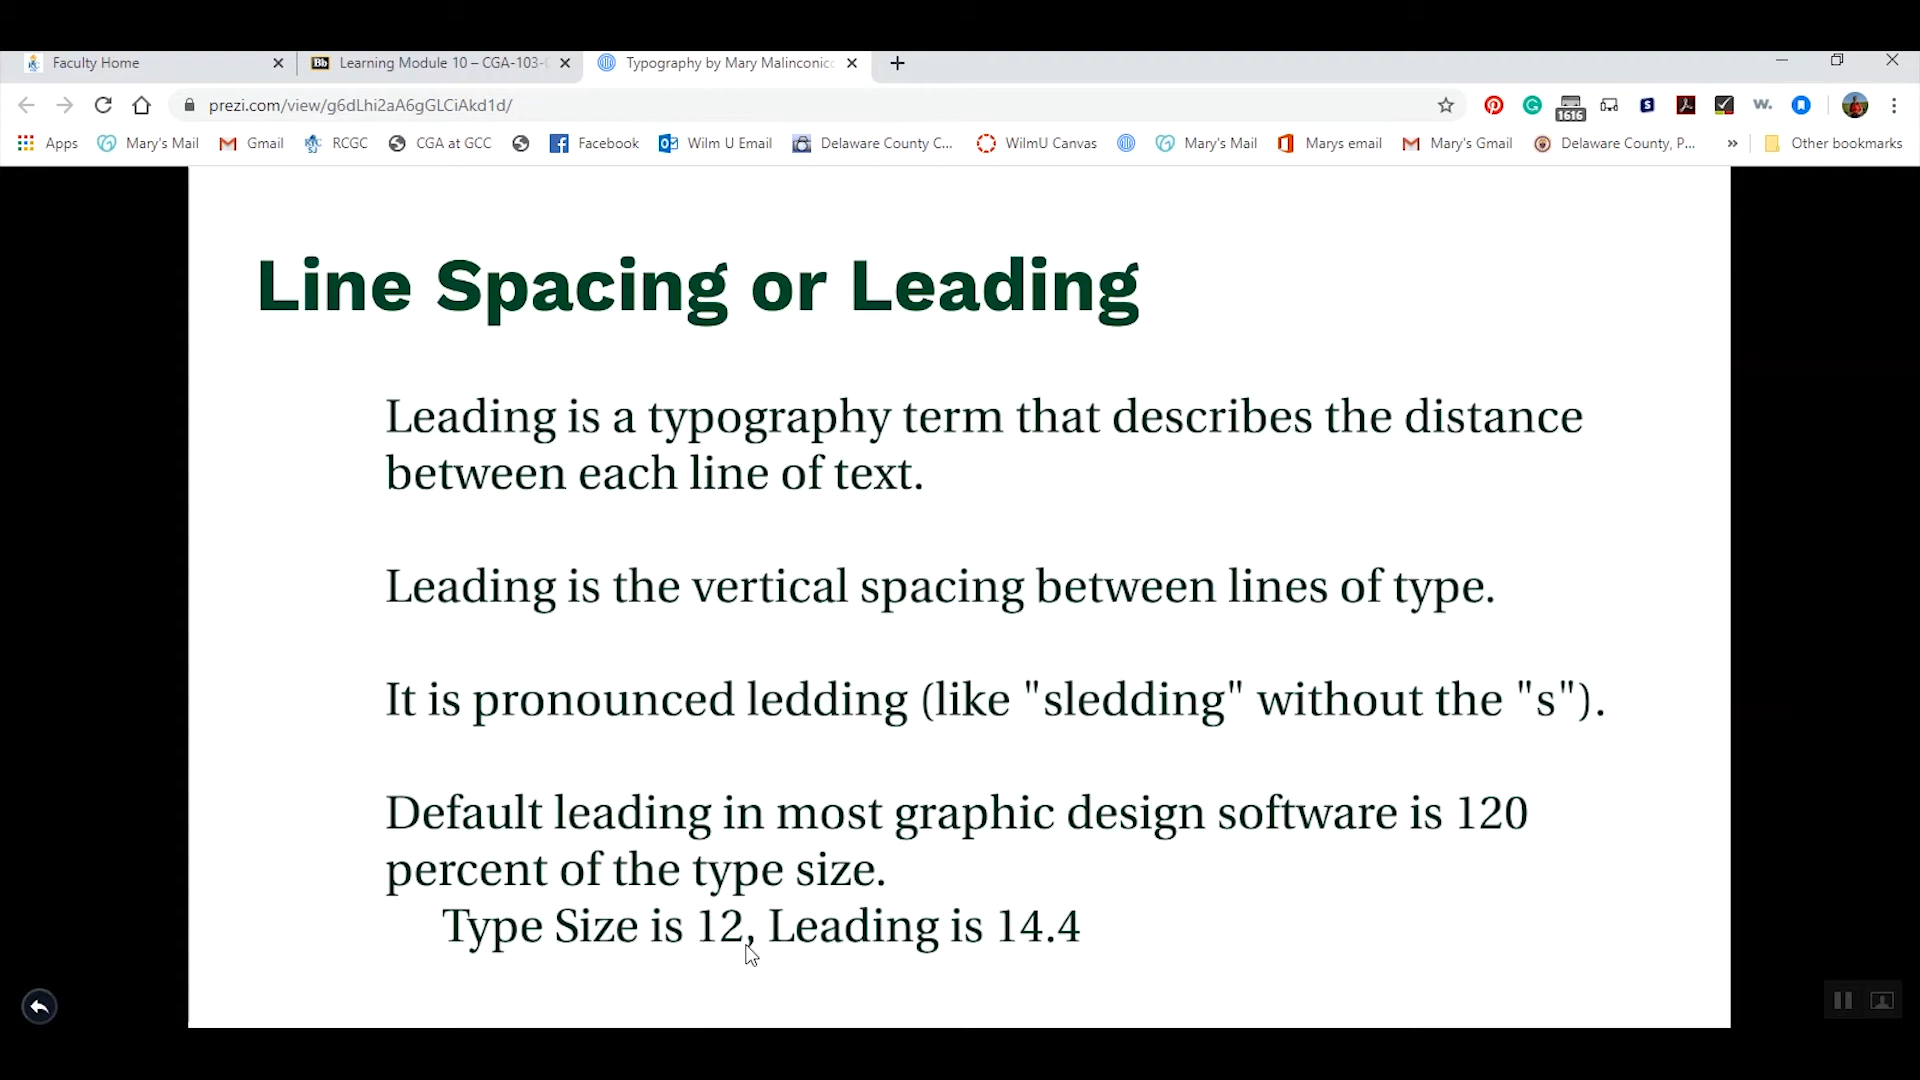 Faculty Home
Bb Learning Module 10 – CGA-103-
Typography by Mary Malinconic
prezi.com/view/g6dLhi2aA6gGLCiAkd1d/
1616
w.
Apps Mary's Mail Gmail RCGC CGA at GCC Facebook Wilm U Email Delaware County C... WilmU Canvas Mary's Mail Marys email Mary's Gmail Delaware County, P... » Other bookmarks
Line Spacing or Leading
Leading is a typography term that describes the distance
between each line of text.
Leading is the vertical spacing between lines of type.
It is pronounced ledding (like "sledding" without the "s").
Default leading in most graphic design software is 120
percent of the type size.
Type Size is 12, Leading is 14.4